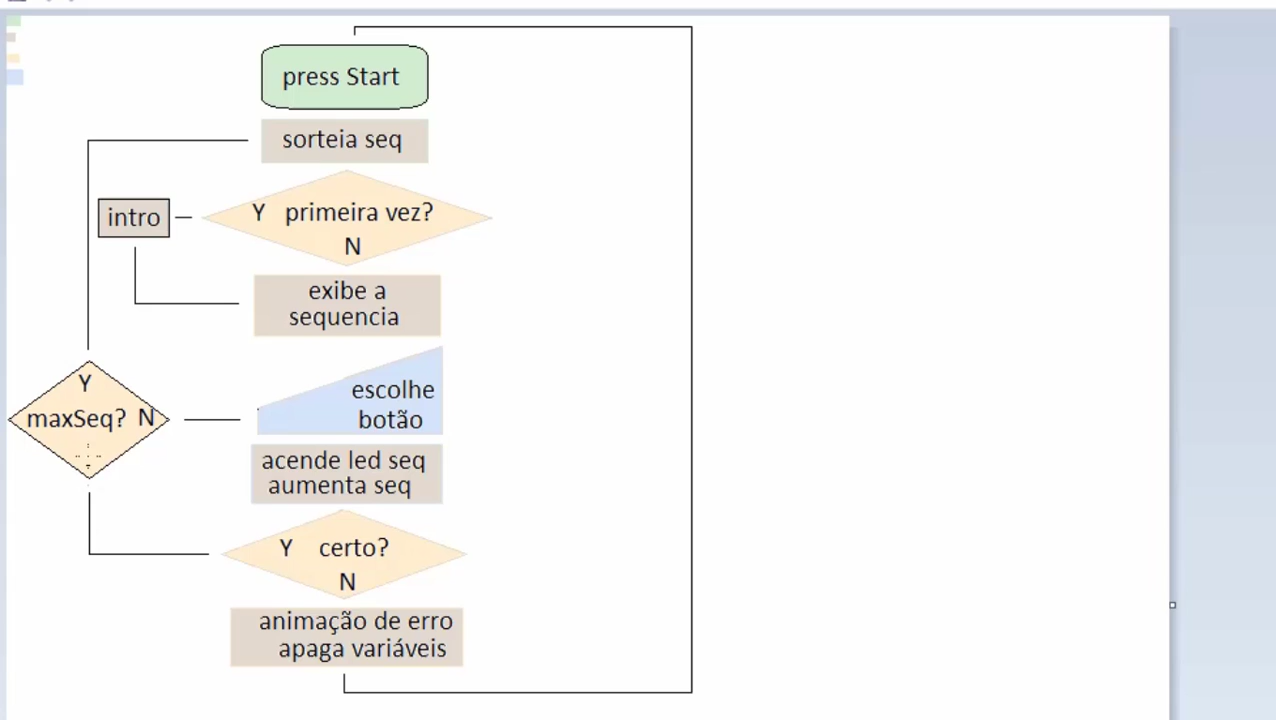 press Start
sorteia seq
intro
Y primeira vez?
N
exibe a
sequencia
Y
maxSeq? N
escolhe
botão
acende led seq
aumenta seq
Y certo?
N
animação de erro
apaga variáveis